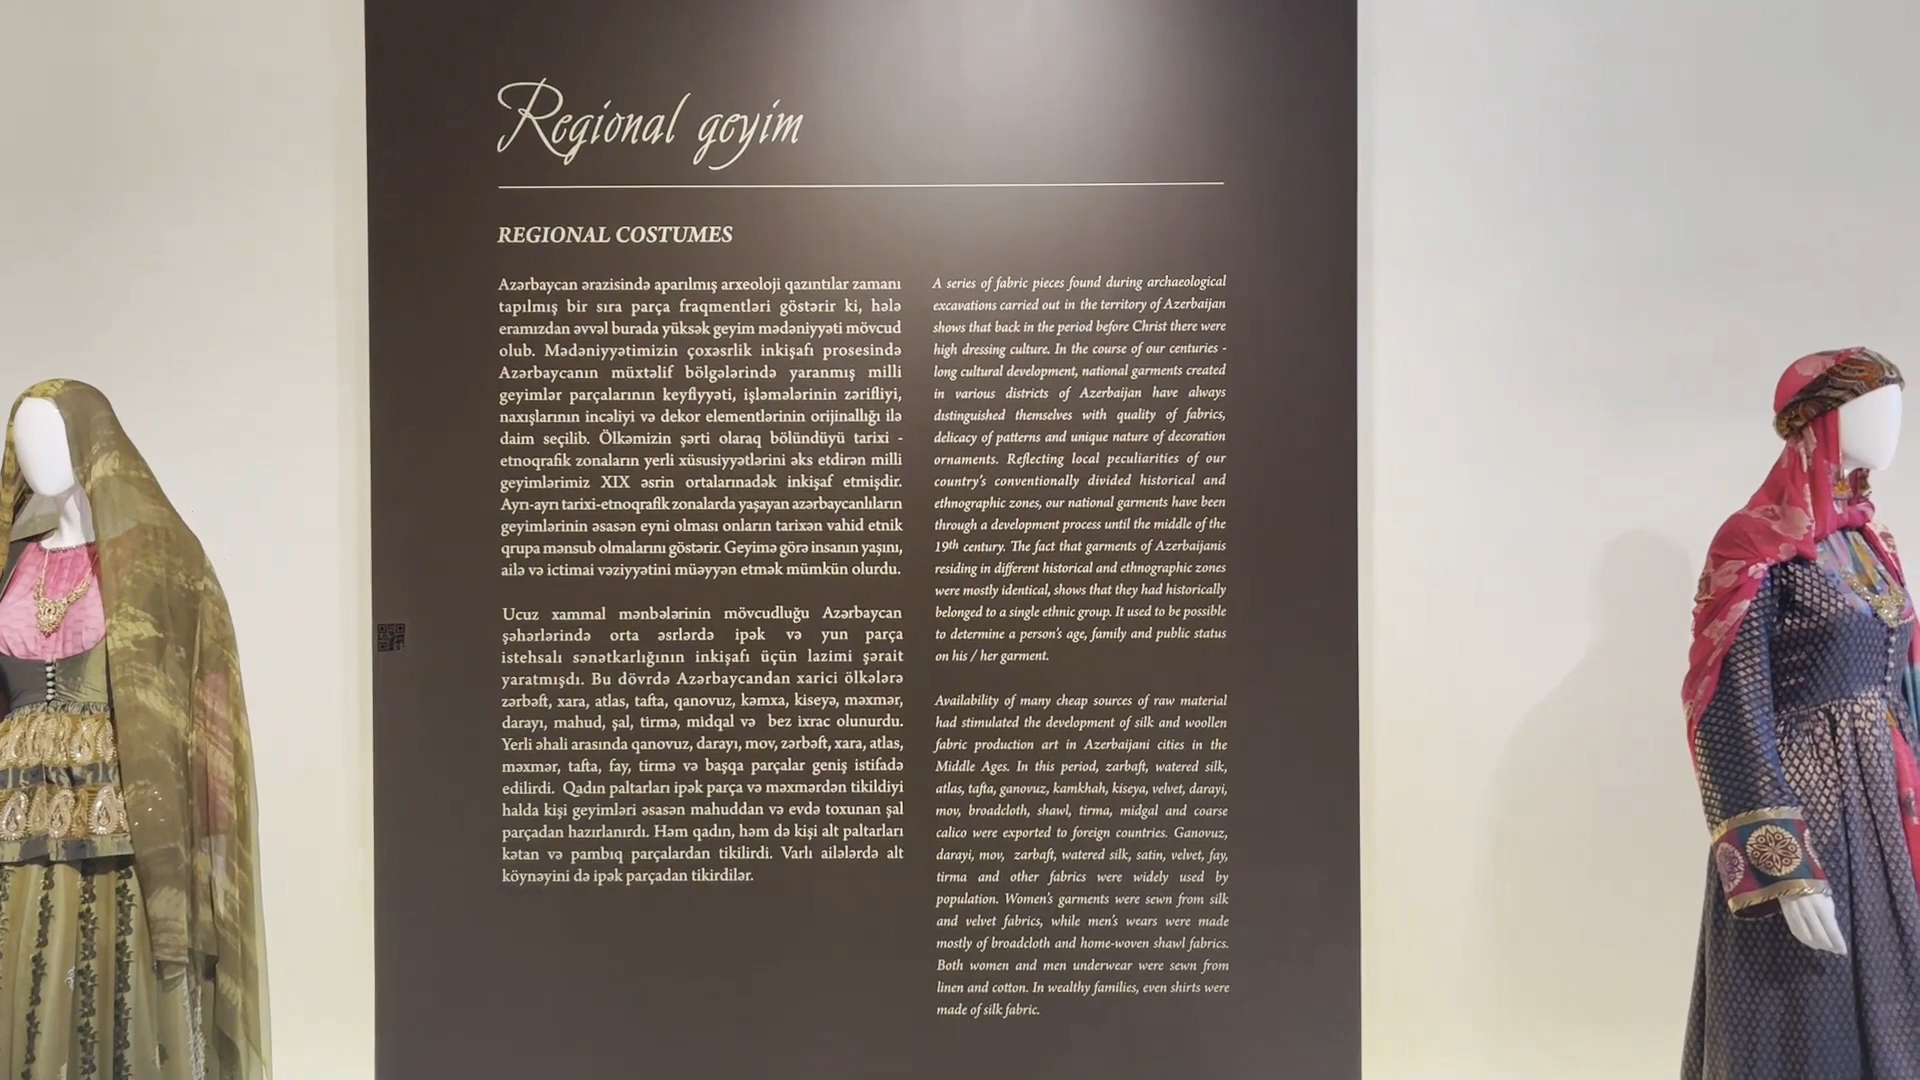 Regional geyim
REGIONAL COSTUMES
Azərbaycan ərazisində aparılmış arxeoloji qazıntılar zamanı
tapılmış bir sıra parça fraqmentləri göstərir ki, hələ
eramızdan əvvəl burada yüksək geyim mədəniyyəti mövcud
olub. Mədəniyyətimizin çoxəsrlik inkişafı prosesində
Azərbaycanın müxtəlif bölgələrində yaranmış milli
geyimlər parçalarının keyfiyyəti, işləmələrinin zərifliyi,
naxışlarının incəliyi və dekor elementlərinin orijinallığı ilə
daim seçilib. Ölkəmizin şərti olaraq bölündüyü tarixi -
etnoqrafik zonaların yerli xüsusiyyətlərini əks etdirən milli
geyimlərimiz XIX əsrin ortalarınadək inkişaf etmişdir.
Ayrı-ayrı tarixi-etnoqrafik zonalarda yaşayan azərbaycanlıların
geyimlərinin əsasən eyni olması onların tarixən vahid etnik
qrupa mənsub olmalarını göstərir. Geyimə görə insanın yaşını,
ailə və ictimai vəziyyətini müəyyən etmək mümkün olurdu.
Ucuz xammal mənbələrinin mövcudluğu Azərbaycan
şəhərlərində orta əsrlərdə ipək və yun parça
istehsalı sənətkarlığının inkişafı üçün lazimi şərait
yaratmışdı. Bu dövrdə Azərbaycandan xarici ölkələrə
zərbəft, xara, atlas, tafta, qanovuz, kəmxa, kiseyə, məxmər,
darayı, mahud, şal, tirmə, midqal və bez ixrac olunurdu.
Yerli əhali arasında qanovuz, darayı, mov, zərbəft, xara, atlas,
məxmər, tafta, fay, tirmə və başqa parçalar geniş istifadə
edilirdi. Qadın paltarları ipək parça və məxmərdən tikildiyi
halda kişi geyimləri əsasən mahuddan və evdə toxunan şal
parçadan hazırlanırdı. Həm qadın, həm də kişi alt paltarları
kətan və pambıq parçalardan tikilirdi. Varlı ailələrdə alt
köynəyini də ipək parçadan tikirdilər.
A series of fabric pieces found during archaeological
excavations carried out in the territory of Azerbaijan
shows that back in the period before Christ there were
high dressing culture. In the course of our centuries -
long cultural development, national garments created
in various districts of Azerbaijan have always
dstinguished themselves with quality of fabrics,
delicacy of patterns and unique nature of decoration
ornaments. Reflecting local peculiarities of our
country's conventionally divided historical and
ethnographic zones, our national garments have been
through a development process until the middle of the
19th century. The fact that garments of Azerbaijanis
residing in different historical and ethnographic zones
were mostly identical, shows that they had historically
belonged to a single ethnic group. It used to be possible
to determine a person's age, family and public status
on his / her garment.
Availability of many cheap sources of raw material
had stimulated the development of silk and woollen
fabric production art in Azerbaijani cities in the
Middle Ages. In this period, zarbaft, watered silk,
atlas, tafta, ganovuz, kamkhah, kiseya, velvet, darayi,
mov, broadcloth, shawl, tirma, midgal and coarse
calico were exported to foreign countries. Ganovuz,
darayi, mov, zarbaft, watered silk, satin, velvet, fay,
tirma and other fabrics were widely used by
population. Women's garments were sewn from silk
and velvet fabrics, while men's wears were made
mostly of broadcloth and home-woven shawl fabrics.
Both women and men underwear were sewn from
linen and cotton. In wealthy families, even shirts were
made of silk fabric.